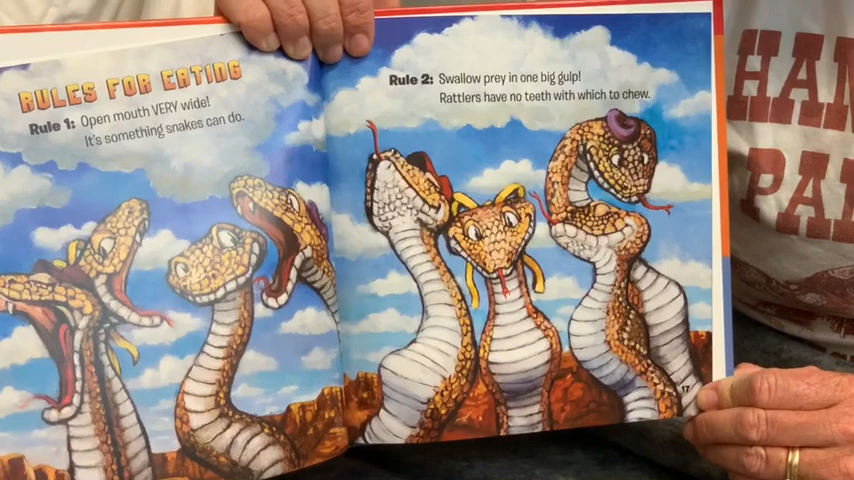 RULES FOR EATING
Rule 1: Open mouth VERY wide!
It's something snakes can do.
Rule 2: Swallow prey in one big gulp!
Rattlers have no teeth with which to chew.
17
HAN
PA